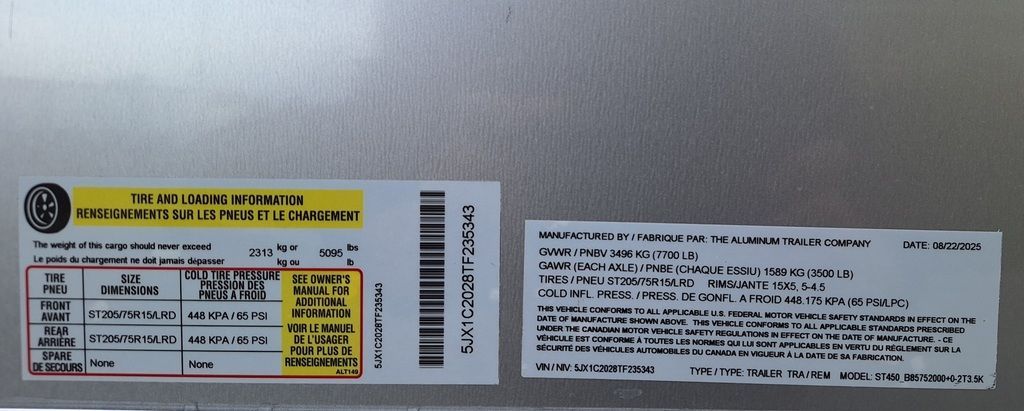 TIRE AND LOADING INFORMATION
RENSEIGNEMENTS SUR LES PNEUS ET LE CHARGEMENT
The weight of this cargo should never exceed 2313 kg or 5095 lbs
Le poids du chargement ne doit jamais dépasser kg ou lb
TIRE PNEU SIZE DIMENSIONS COLD TIRE PRESSURE PRESSION DES PNEUS À FROID
FRONT AVANT ST205/75R15/LRD 448 KPA / 65 PSI
REAR ARRIÈRE ST205/75R15/LRD 448 KPA / 65 PSI
SPARE DE SECOURS None None
SEE OWNER'S
MANUAL FOR
ADDITIONAL
INFORMATION
VOIR LE MANUEL
DE L'USAGER
POUR PLUS DE
RENSEIGNEMENTS
ALT149
5JX1C2028TF235343
5JX1C2028TF235343
MANUFACTURED BY / FABRIQUE PAR: THE ALUMINUM TRAILER COMPANY DATE: 08/22/2025
GVWR / PNBV 3496 KG (7700 LB)
GAWR (EACH AXLE) / PNBE (CHAQUE ESSIU) 1589 KG (3500 LB)
TIRES / PNEU ST205/75R15/LRD RIMS/JANTE 15X5, 5-4.5
COLD INFL. PRESS. / PRESS. DE GONFL. A FROID 448.175 KPA (65 PSI/LPC)
THIS VEHICLE CONFORMS TO ALL APPLICABLE U.S. FEDERAL MOTOR VEHICLE SAFETY STANDARDS IN EFFECT ON THE
DATE OF MANUFACTURE SHOWN ABOVE. THIS VEHICLE CONFORMS TO ALL APPLICABLE STANDARDS PRESCRIBED
UNDER THE CANADIAN MOTOR VEHICLE SAFETY REGULATIONS IN EFFECT ON THE DATE OF MANUFACTURE. - CE
VÉHICULE EST CONFORME À TOUTES LES NORMES QUI LUI SONT APPLICABLES EN VERTU DU RÈGLEMENT SUR LA
SÉCURITÉ DES VÉHICULES AUTOMOBILES DU CANADA EN VIGUEUR À LA DATE DE SA FABRICATION.
VIN / NIV: 5JX1C2028TF235343 TYPE / TYPE: TRAILER TRA / REM MODEL: ST450_B85752000+0-2T3.5K